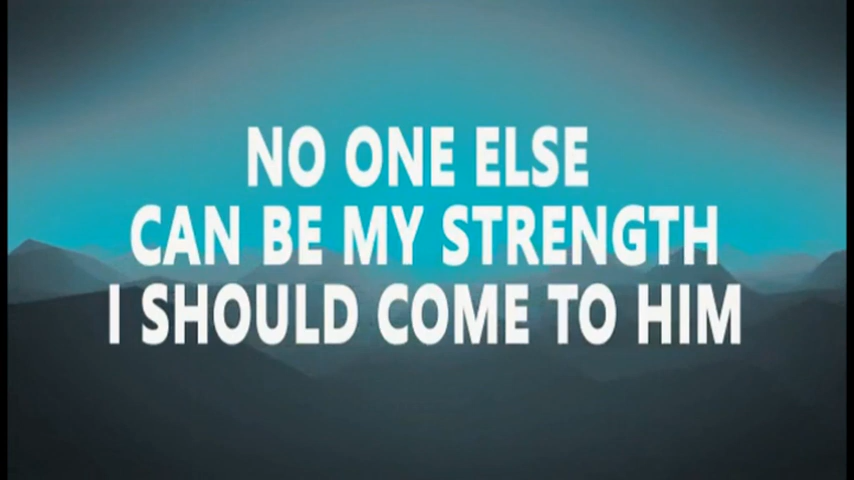 NO ONE ELSE
CAN BE MY STRENGTH
I SHOULD COME TO HIM